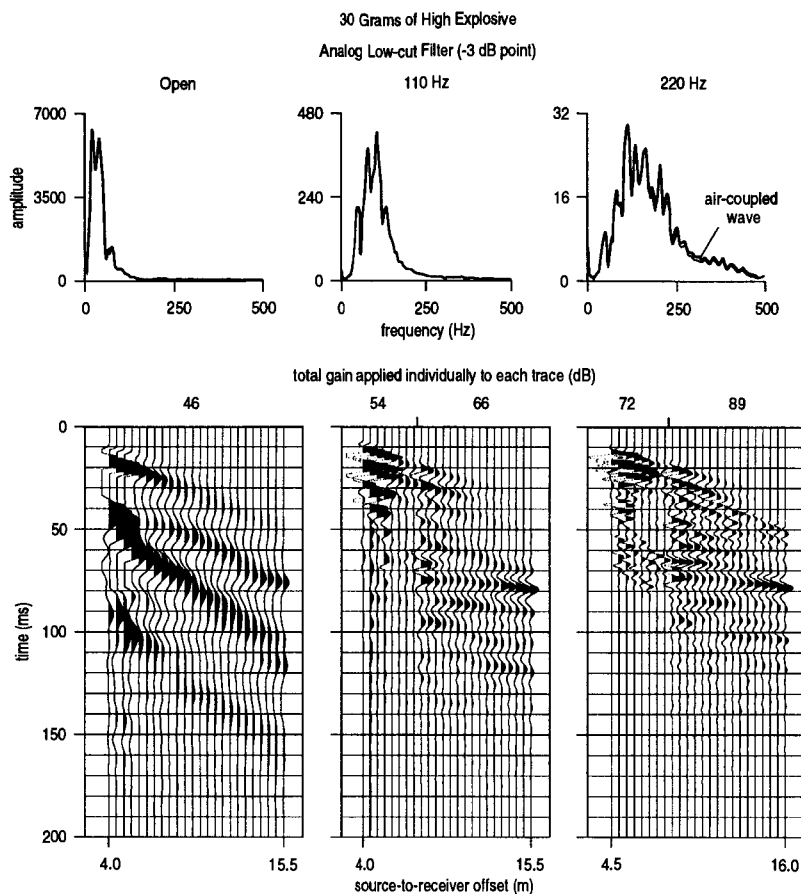 30 Grams of High Explosive
Analog Low-cut Filter (-3 dB point)
Open 110 Hz 220 Hz
7000 480 32
3500 240 16
0 0 0
amplitude
air-coupled
wave
0 250 500 0 250 500 0 250 500
frequency (Hz)
total gain applied individually to each trace (dB)
46 54 66 72 89
0
50
100
150
200
time (ms)
4.0 15.5 4.0 15.5 4.5 16.0
source-to-receiver offset (m)